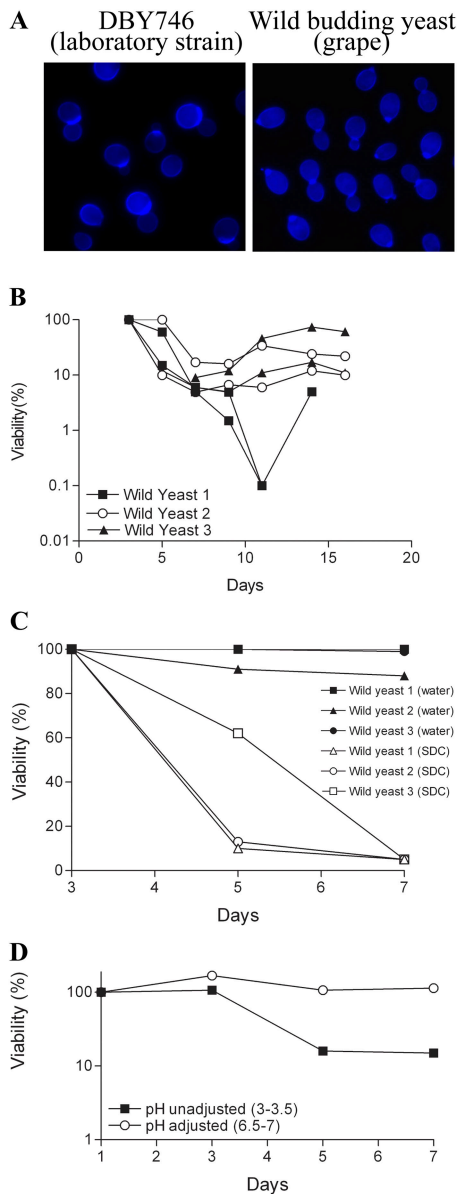 A
DBY746
(laboratory strain)
Wild budding yeast
(grape)
B
Viability(%)
100
10
1
0.1
0.01
0
5
10
15
20
Wild Yeast 1
Wild Yeast 2
Wild Yeast 3
Days
C
Viability (%)
100
80
60
40
20
0
3
4
5
6
7
Wild yeast 1 (water)
Wild yeast 2 (water)
Wild yeast 3 (water)
Wild yeast 1 (SDC)
Wild yeast 2 (SDC)
Wild yeast 3 (SDC)
Days
D
Viability (%)
100
10
1
pH unadjusted (3-3.5)
pH adjusted (6.5-7)
1
3
3
5
5
7
Days